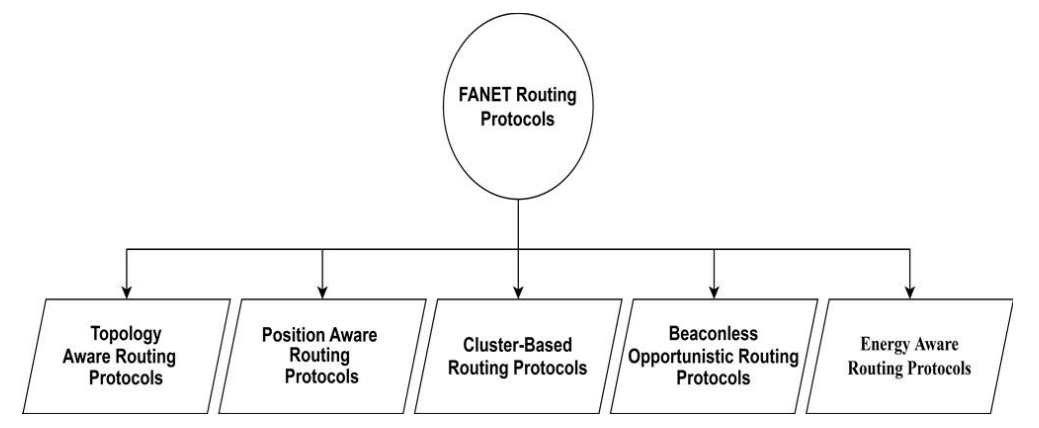 FANET Routing
Protocols
Topology
Aware Routing
Protocols
Position Aware
Routing
Protocols
Cluster-Based
Routing Protocols
Beaconless
Opportunistic Routing
Protocols
Energy Aware
Routing Protocols